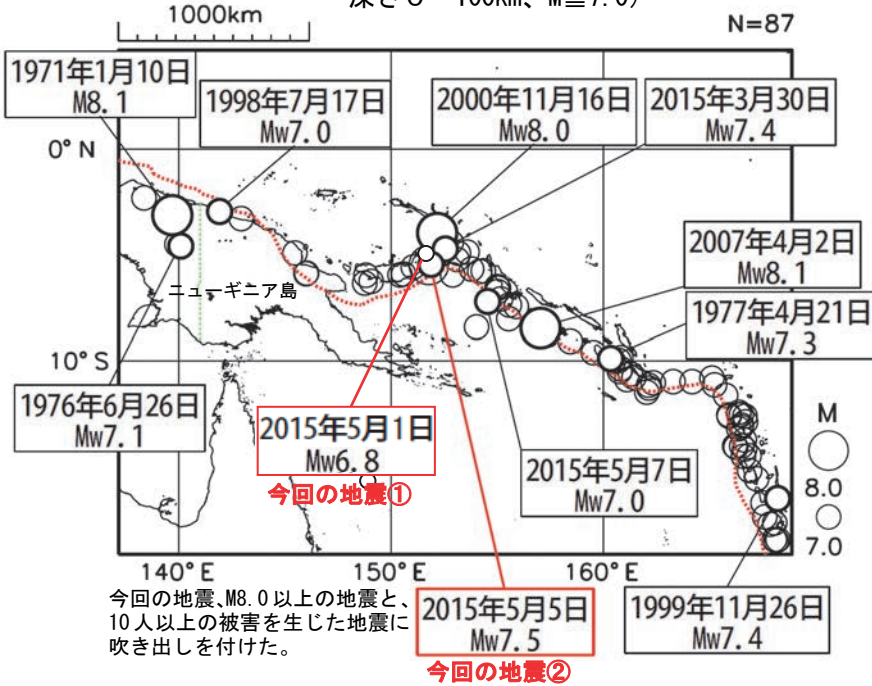 深さ0～100km、M≧7.0)
1000km
N=87
1971年1月10日
M8.1
1998年7月17日
Mw7.0
2000年11月16日
Mw8.0
2015年3月30日
Mw7.4
0°N
2007年4月2日
Mw8.1
ニューギニア島
1977年4月21日
Mw7.3
10°S
1976年6月26日
Mw7.1
2015年5月1日
Mw6.8
今回の地震①
2015年5月7日
Mw7.0
M
8.0
7.0
140°E
150°E
160°E
今回の地震、M8.0以上の地震と、
10人以上の被害を生じた地震に
吹き出しを付けた。
2015年5月5日
Mw7.5
今回の地震②
1999年11月26日
Mw7.4